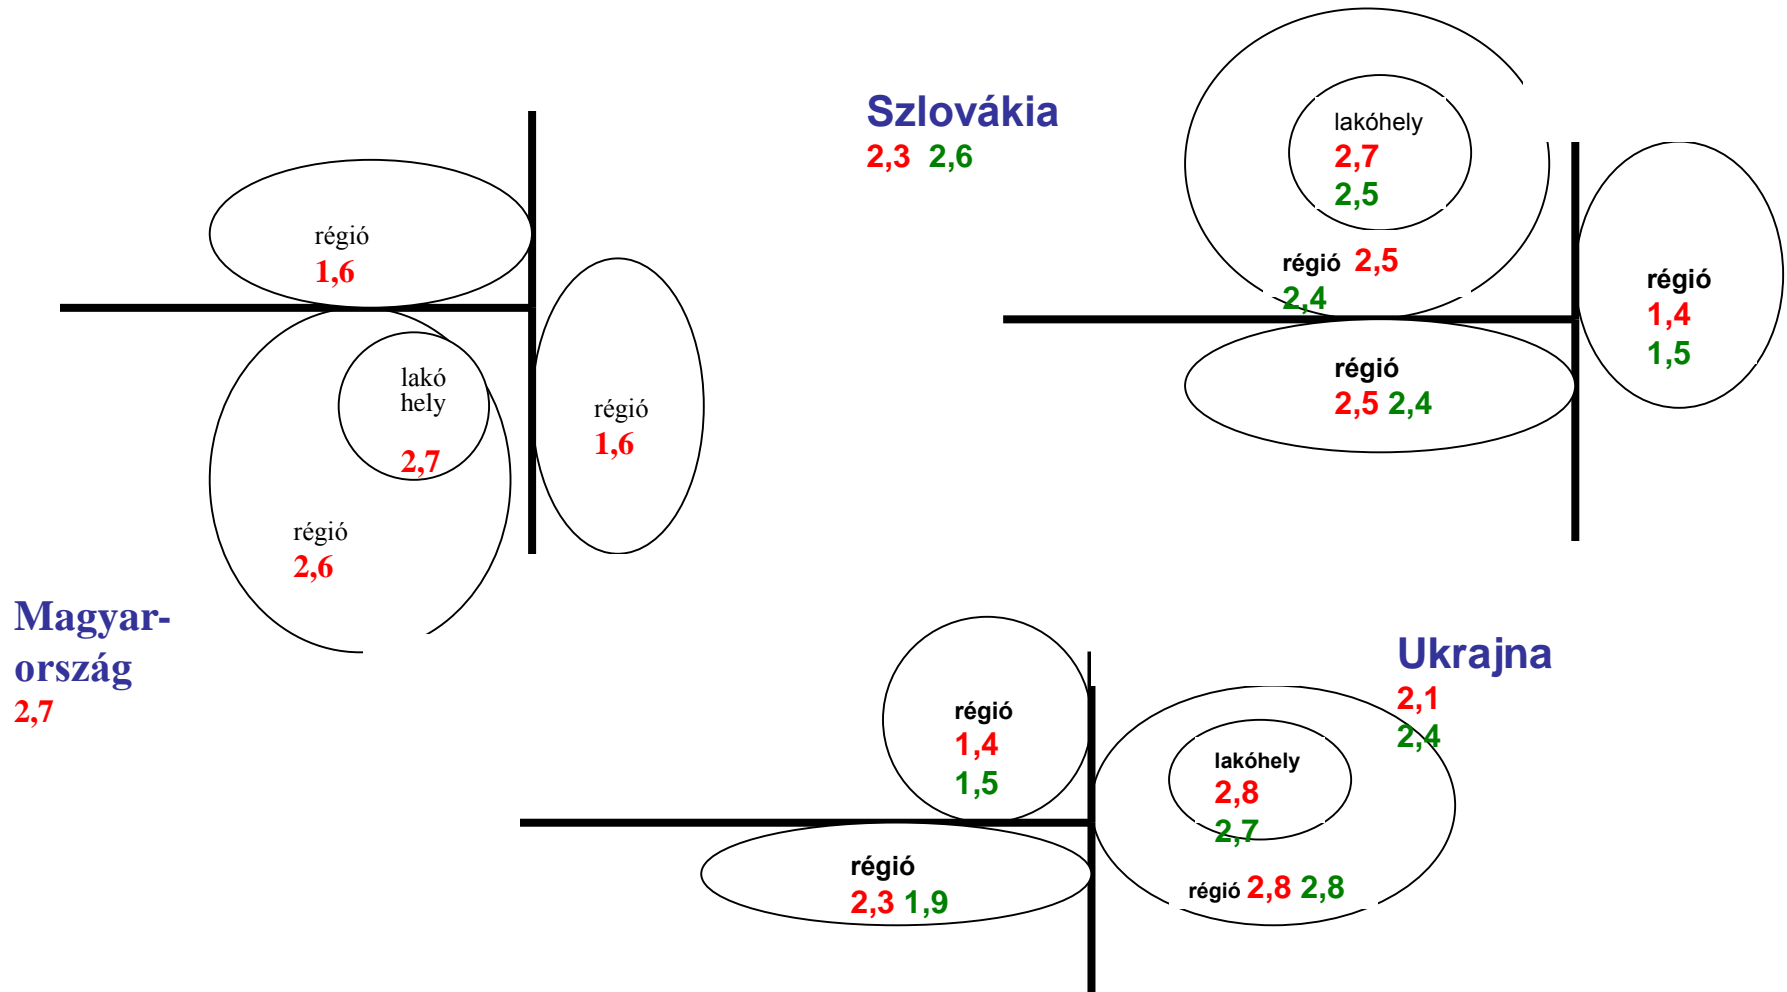 régió
1,6
lakó
hely
2,7
régió
1,6
régió
2,6
Magyar-
ország
2,7
Szlovákia
2,3 2,6
lakóhely
2,7
2,5
régió 2,5
2,4
régió
1,4
1,5
régió
2,5 2,4
Ukrajna
2,1
2,4
régió
1,4
1,5
lakóhely
2,8
2,7
régió 2,8 2,8
régió
2,3 1,9